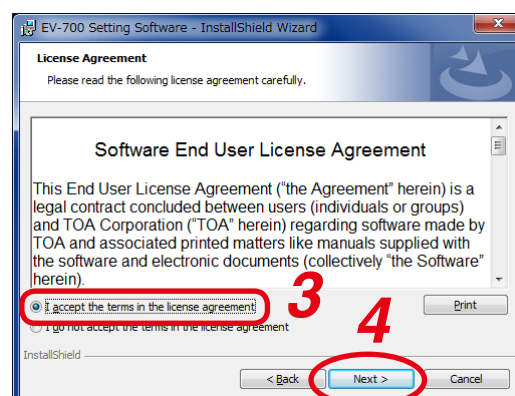 EV-700 Setting Software - InstallShield Wizard
License Agreement
Please read the following license agreement carefully.
Software End User License Agreement
This End User License Agreement ("the Agreement" herein) is a
legal contract concluded between users (individuals or groups)
and TOA Corporation ("TOA" herein) regarding software made by
TOA and associated printed matters like manuals supplied with
the software and electronic documents (collectively "the Software"
herein).
I accept the terms in the license agreement
3
Print
I do not accept the terms in the license agreement
4
InstallShield
< Back
Next >
Cancel